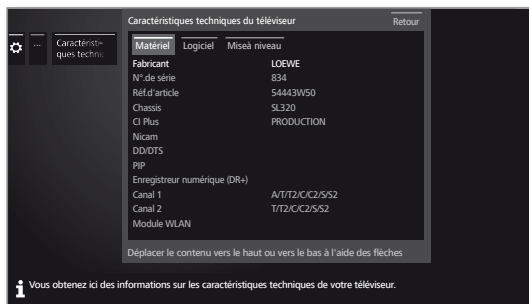 Caractéristiques techniques du téléviseur
Retour
...
Caractéristi-
ques technic
Matériel Logiciel Miseà niveau
Fabricant LOEWE
N°.de série 834
Réf.d'article 54443W50
Chassis SL320
CI Plus PRODUCTION
Nicam
DD/DTS
PIP
Enregistreur numérique (DR+)
Canal 1 A/T/T2/C/C2/S/S2
Canal 2 T/T2/C/C2/S/S2
Module WLAN
Déplacer le contenu vers le haut ou vers le bas à l'aide des flèches
Vous obtenez ici des informations sur les caractéristiques techniques de votre téléviseur.